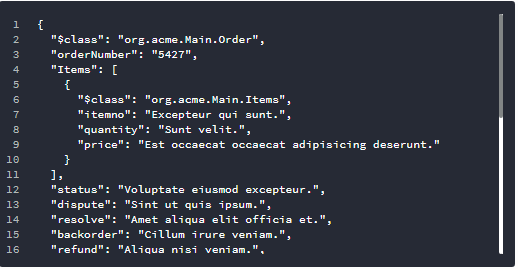 1 {
2 "$class": "org.acme.Main.Order",
3 "orderNumber": "5427",
4 "Items": [
5 {
6 "$class": "org.acme.Main.Items",
7 "itemno": "Excepteur qui sunt.",
8 "quantity": "Sunt velit.",
9 "price": "Est occaecat occaecat adipisicing deserunt."
10 }
11 ],
12 "status": "Voluptate eiusmod excepteur.",
13 "dispute": "Sint ut quis ipsum.",
14 "resolve": "Amet aliqua elit officia et.",
15 "backorder": "Cillum irure veniam.",
16 "refund": "Aliqua nisi veniam.",